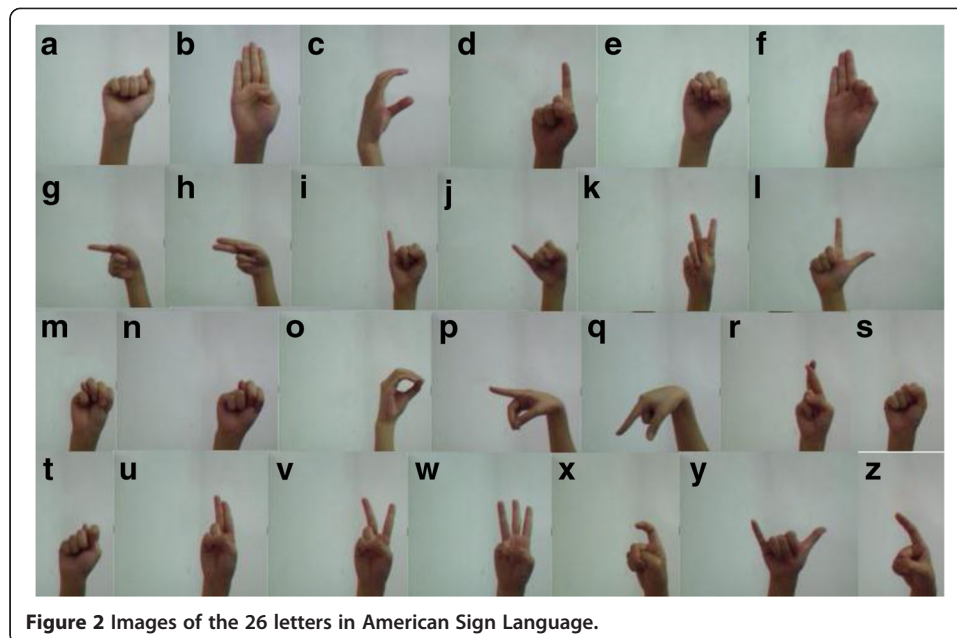 a b c d e f
g h i j k l
m n o p q r s
t u v w x y z
Figure 2 Images of the 26 letters in American Sign Language.